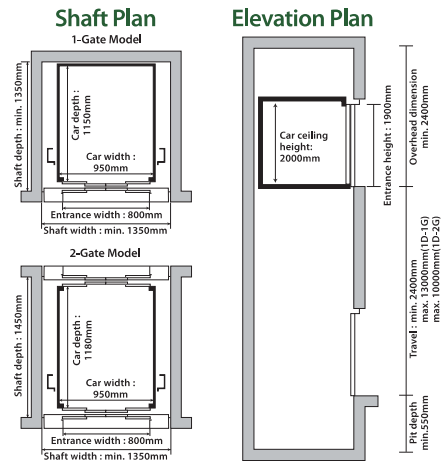 Shaft Plan
1-Gate Model
Shaft depth : min. 1350mm
Car depth :
1150mm
Car width :
950mm
Entrance width : 800mm
Shaft width : min. 1350mm
2-Gate Model
Shaft depth : 1450mm
Car depth :
1180mm
Car width :
950mm
Entrance width : 800mm
Shaft width : min. 1350mm
Elevation Plan
Car ceiling
height:
2000mm
Entrance height : 1900mm
Overhead dimension
min. 2400mm
Travel : min. 2400mm
max. 13000mm(1D-1G)
max. 10000mm(1D-2G)
Pit depth
min.550mm